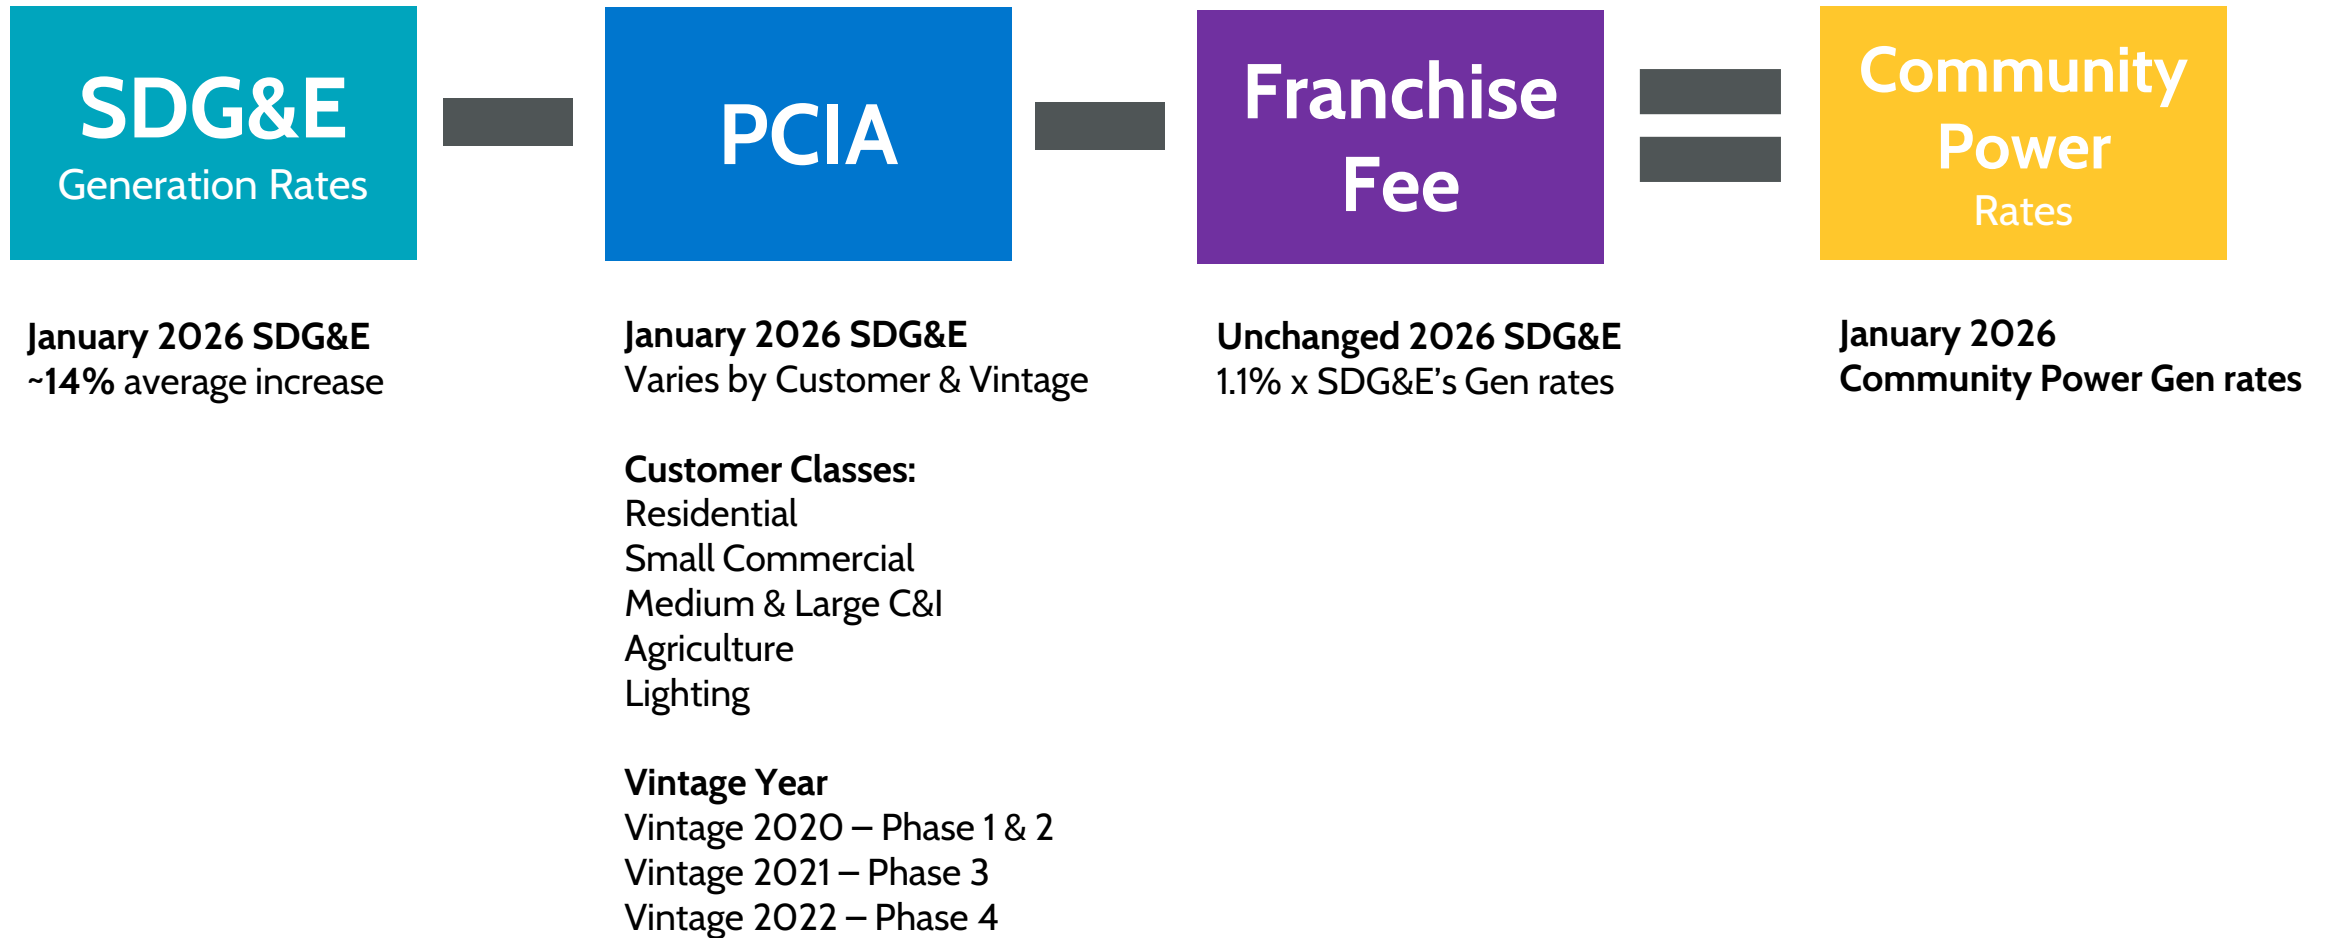 SDG&E
Generation Rates
PCIA
Franchise
Fee
Community
Power
Rates
January 2026 SDG&E
~14% average increase
January 2026 SDG&E
Varies by Customer & Vintage
Customer Classes:
Residential
Small Commercial
Medium & Large C&I
Agriculture
Lighting
Vintage Year
Vintage 2020 – Phase 1 & 2
Vintage 2021 – Phase 3
Vintage 2022 – Phase 4
Unchanged 2026 SDG&E
1.1% x SDG&E’s Gen rates
January 2026
Community Power Gen rates